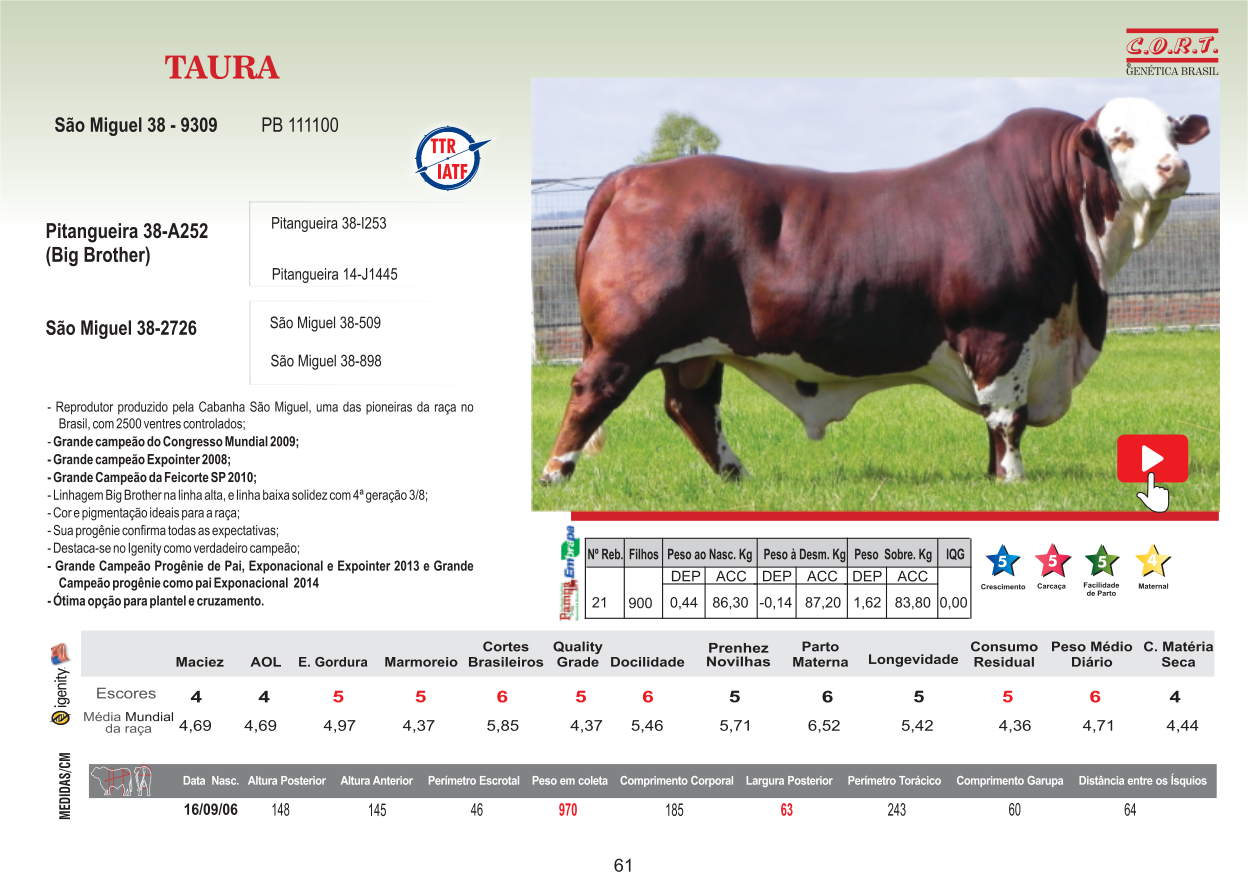 TAURA
C.O.R.T.
GENÉTICA BRASIL
São Miguel 38 - 9309 PB 111100
TTR
IATF
Pitangueira 38-A252
(Big Brother)
Pitangueira 38-I253
Pitangueira 14-J1445
São Miguel 38-2726
São Miguel 38-509
São Miguel 38-898
- Reprodutor produzido pela Cabanha São Miguel, uma das pioneiras da raça no
Brasil, com 2500 ventres controlados;
- Grande campeão do Congresso Mundial 2009;
- Grande campeão Expointer 2008;
- Grande Campeão da Feicorte SP 2010;
- Linhagem Big Brother na linha alta, e linha baixa solidez com 4ª geração 3/8;
- Cor e pigmentação ideais para a raça;
- Sua progênie confirma todas as expectativas;
- Destaca-se no Igenity como verdadeiro campeão;
- Grande Campeão Progênie de Pai, Exponacional e Expointer 2013 e Grande
Campeão progênie como pai Exponacional 2014
- Ótima opção para plantel e cruzamento.
Pampa
Embrapa
Nº Reb. Filhos Peso ao Nasc. Kg Peso à Desm. Kg Peso Sobre. Kg IQG
DEP ACC DEP ACC DEP ACC
21 900 0,44 86,30 -0,14 87,20 1,62 83,80 0,00
5 5 5 4
Crescimento Carcaça Facilidade de Parto Maternal
igenity
Maciez AOL E. Gordura Marmoreio Cortes Brasileiros Quality Grade Docilidade Prenhez Novilhas Parto Materna Longevidade Consumo Residual Peso Médio Diário C. Matéria Seca
Escores 4 4 5 5 6 5 6 5 6 5 5 6 4
Média Mundial da raça 4,69 4,69 4,97 4,37 5,85 4,37 5,46 5,71 6,52 5,42 4,36 4,71 4,44
MEDIDAS/CM
Data Nasc. Altura Posterior Altura Anterior Perímetro Escrotal Peso em coleta Comprimento Corporal Largura Posterior Perímetro Torácico Comprimento Garupa Distância entre os Ísquios
16/09/06 148 145 46 970 185 63 243 60 64
61